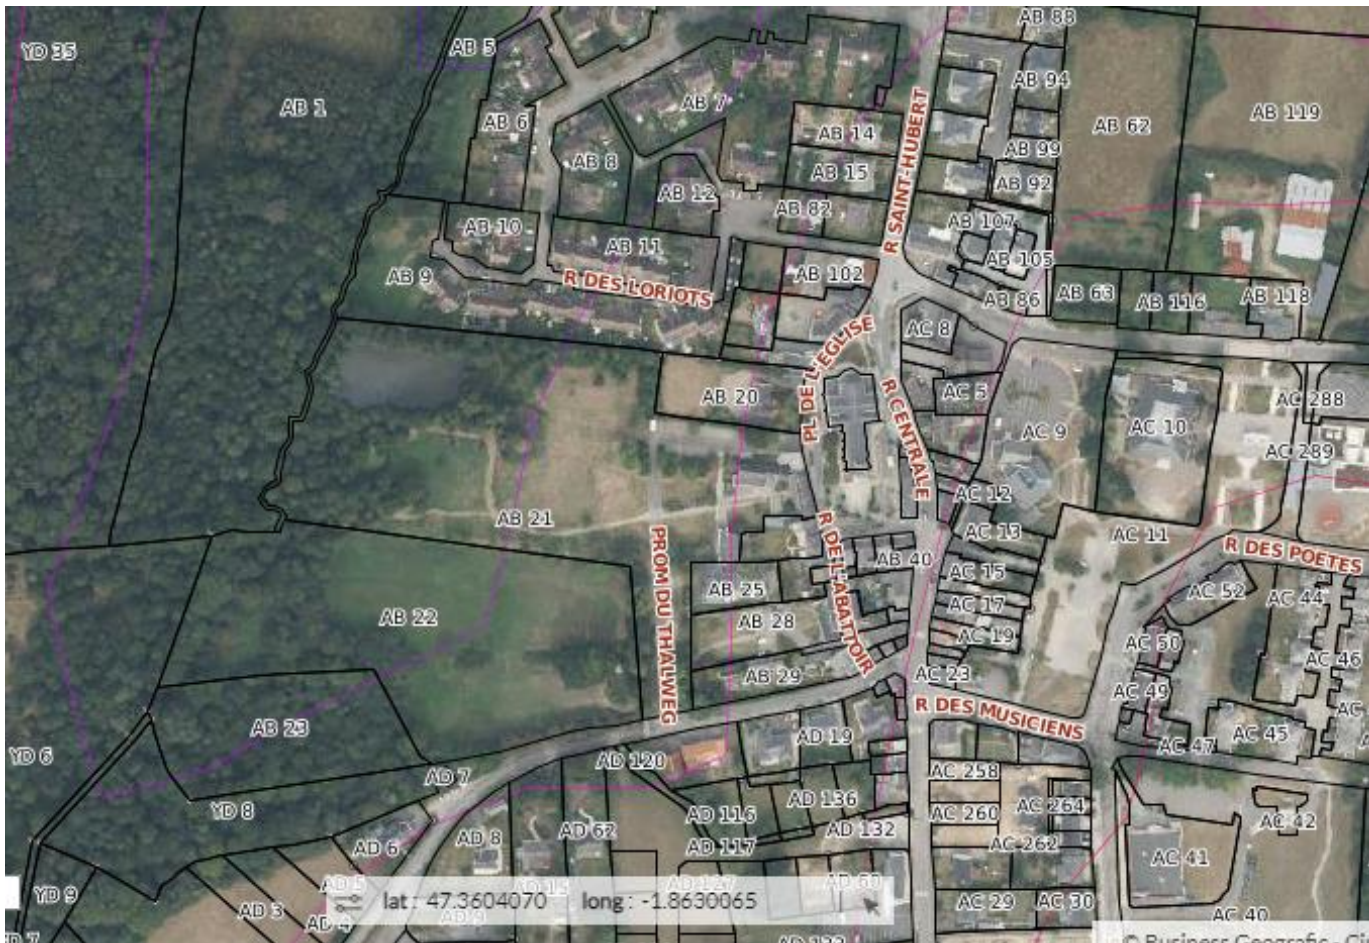 AB 88
AB 5
YD 35
AB 94
AB 1
AB 7
AB 6
AB 62
AB 119
AB 14
AB 99
AB 8
AB 15
AB 92
AB 12
AB 82
R SAINT-HUBERT
AB 107
AB 10
AB 11
AB 105
AB 9
R DES LORIOTS
AB 102
AB 86
AB 63
AB 116
AB 118
AC 8
PL DE L'EGLISE
AB 20
AC 5
AC 288
R CENTRALE
AC 9
AC 10
AC 289
AC 12
AB 21
AC 13
AC 11
R DES POETES
AB 40
AC 15
AB 25
AC 52
AC 44
AC 17
AB 22
AB 28
R DE L'ABATTOIR
AC 19
AC 50
AC 46
PROM DU THALWEG
AB 29
AC 23
AC 49
R DES MUSICIENS
AB 23
AD 19
AC 45
AC 47
YD 6
AD 120
AC 258
AD 7
YD 8
AD 116
AD 136
AC 260
AC 264
AD 8
AD 62
AD 132
AC 42
AC 262
AD 6
AD 117
AC 41
AD 5
AD 15
AD 127
AD 60
YD 9
lat : 47.3604070 long : -1.8630065
AD 3
AD 4
AD 9
AC 29
AC 30
AC 40